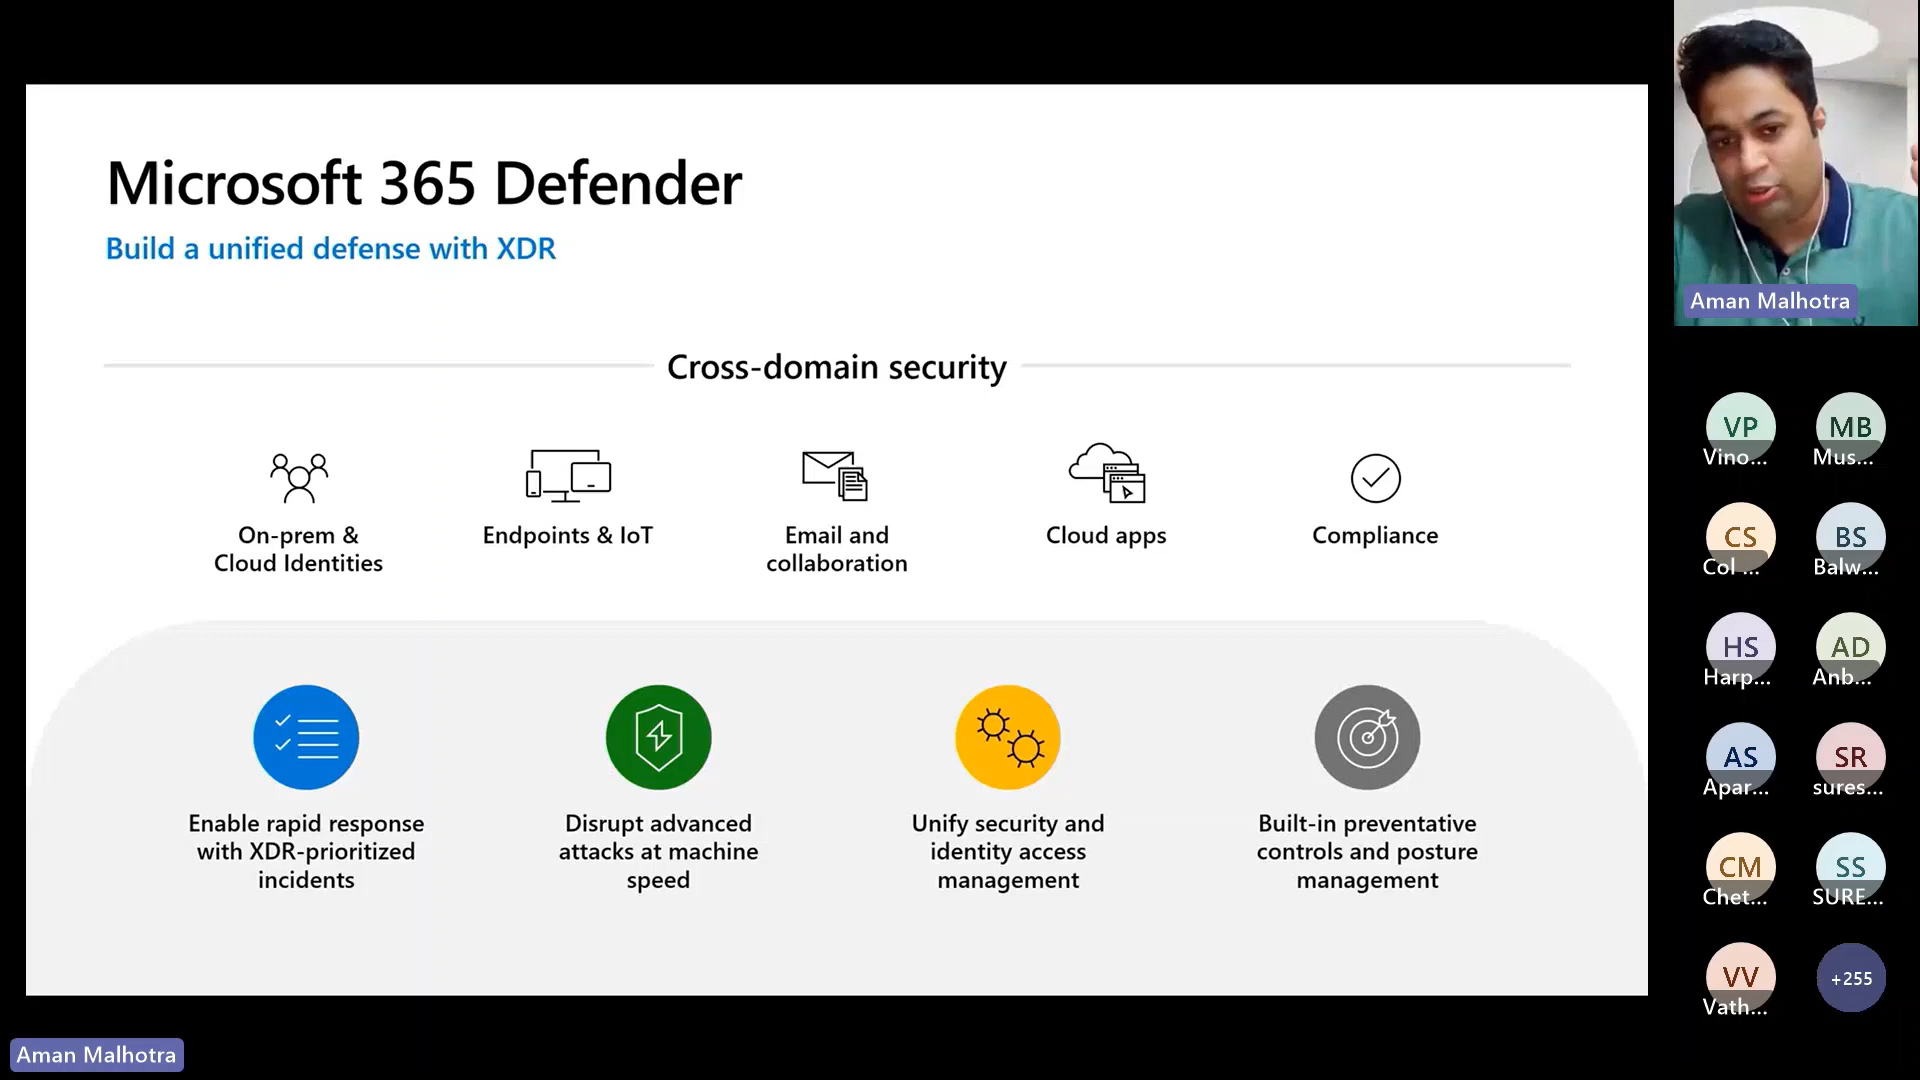 Microsoft 365 Defender
Build a unified defense with XDR
Cross-domain security
On-prem &
Cloud Identities
Endpoints & IoT
Email and
collaboration
Cloud apps
Compliance
Enable rapid response
with XDR-prioritized
incidents
Disrupt advanced
attacks at machine
speed
Unify security and
identity access
management
Built-in preventative
controls and posture
management
Aman Malhotra
VP
Vino...
MB
Mus...
CS
Col ...
BS
Balw...
HS
Harp...
AD
Anb...
AS
Apar...
SR
sures...
CM
Chet...
SS
SURE...
VV
Vath...
+255
Aman Malhotra